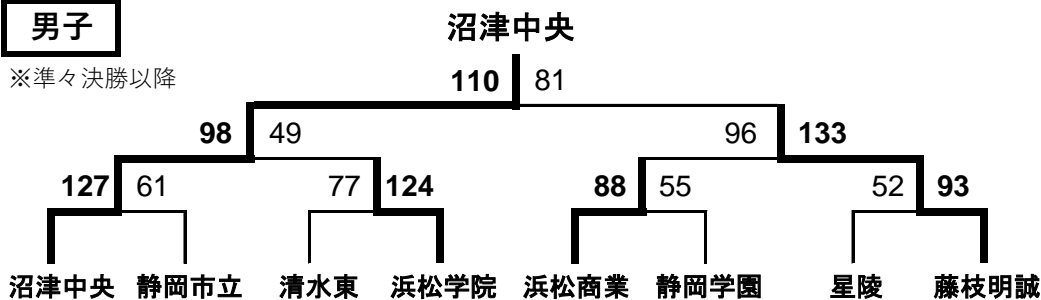 男子
沼津中央
※準々決勝以降
110 81
98 49 96 133
127 61 77 124 88 55 52 93
沼津中央 静岡市立 清水東 浜松学院 浜松商業 静岡学園 星陵 藤枝明誠